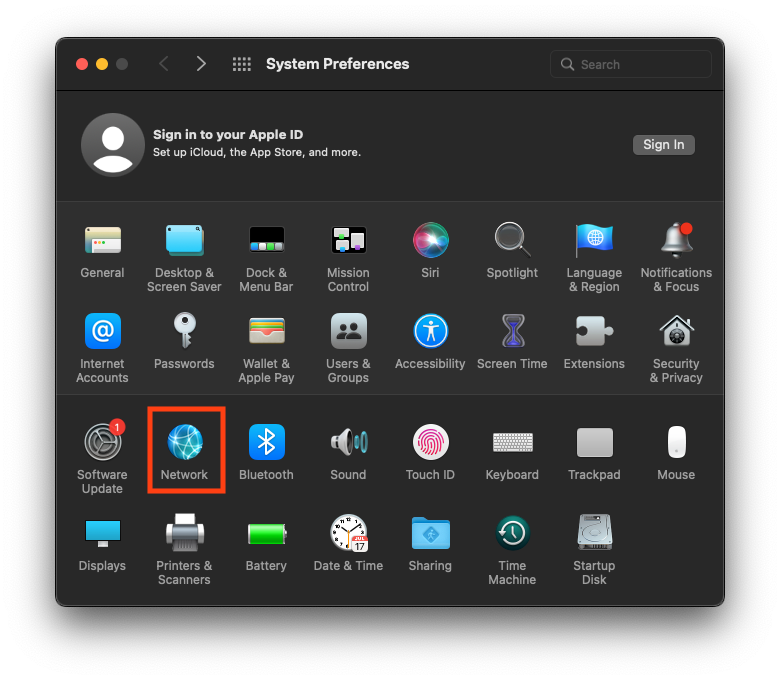 System Preferences
Search
Sign in to your Apple ID
Set up iCloud, the App Store, and more.
Sign In
General
Desktop &
Screen Saver
Dock &
Menu Bar
Mission
Control
Siri
Spotlight
Language
& Region
Notifications
& Focus
@
Internet
Accounts
Passwords
Wallet &
Apple Pay
Users &
Groups
Accessibility
Screen Time
Extensions
Security
& Privacy
1
Software
Update
Network
Bluetooth
Sound
Touch ID
Keyboard
Trackpad
Mouse
Displays
Printers &
Scanners
Battery
JUL
17
Date & Time
Sharing
Time
Machine
Startup
Disk